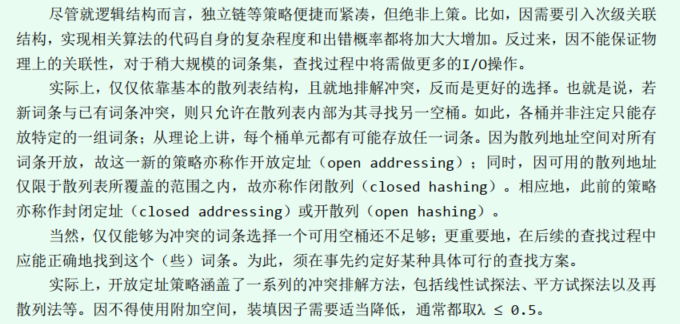 尽管就逻辑结构而言，独立链等策略便捷而紧凑，但绝非上策。比如，因需要引入次级关联
结构，实现相关算法的代码自身的复杂程度和出错概率都将加大大增加。反过来，因不能保证物
理上的关联性，对于稍大规模的词条集，查找过程中将需做更多的I/O操作。
实际上，仅仅依靠基本的散列表结构，且就地排解冲突，反而是更好的选择。也就是说，若
新词条与已有词条冲突，则只允许在散列表内部为其寻找另一空桶。如此，各桶并非注定只能存
放特定的一组词条；从理论上讲，每个桶单元都有可能存放任一词条。因为散列地址空间对所有
词条开放，故这一新的策略亦称作开放定址（open addressing）；同时，因可用的散列地址
仅限于散列表所覆盖的范围之内，故亦称作闭散列（closed hashing）。相应地，此前的策略
亦称作封闭定址（closed addressing）或开散列（open hashing）。
当然，仅仅能够为冲突的词条选择一个可用空桶还不足够；更重要地，在后续的查找过程中
应能正确地找到这个（些）词条。为此，须在事先约定好某种具体可行的查找方案。
实际上，开放定址策略涵盖了一系列的冲突排解方法，包括线性试探法、平方试探法以及再
散列法等。因不得使用附加空间，装填因子需要适当降低，通常都取λ ≤ 0.5。